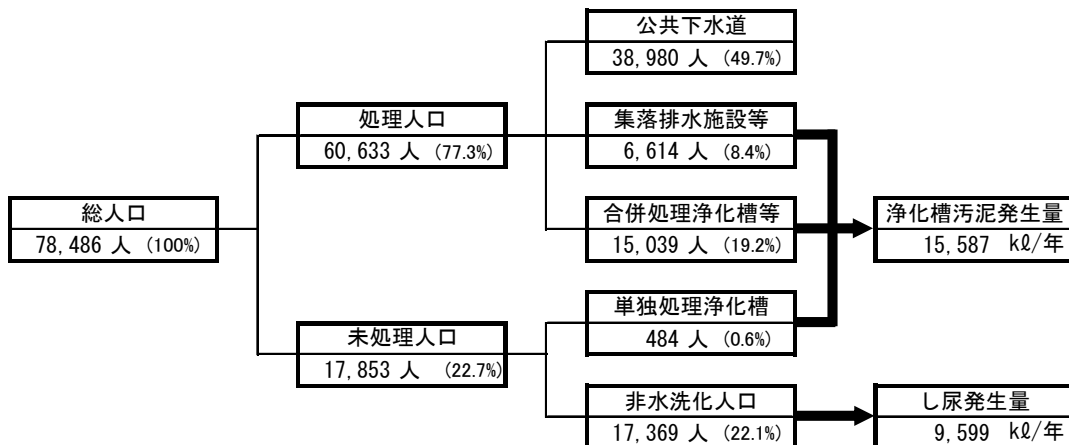 公共下水道
38,980 人 (49.7%)
処理人口
60,633 人 (77.3%)
集落排水施設等
6,614 人 (8.4%)
総人口
78,486 人 (100%)
合併処理浄化槽等
15,039 人 (19.2%)
浄化槽汚泥発生量
15,587 kℓ/年
単独処理浄化槽
484 人 (0.6%)
未処理人口
17,853 人 (22.7%)
非水洗化人口
17,369 人 (22.1%)
し尿発生量
9,599 kℓ/年